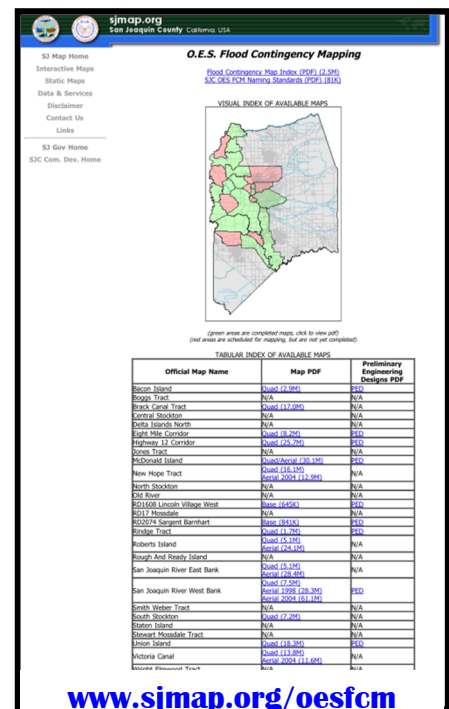 sjmap.org
San Joaquin County California, USA
SJ Map Home
Interactive Maps
Static Maps
Data & Services
Disclaimer
Contact Us
Links
SJ Gov Home
SJC Com. Dev. Home
O.E.S. Flood Contingency Mapping
Flood Contingency Map Index (PDF) (2.5M)
SJC OES FCM Naming Standards (PDF) (81K)
VISUAL INDEX OF AVAILABLE MAPS
(green areas are completed maps, click to view pdf)
(red areas are scheduled for mapping, but are not yet completed)
TABULAR INDEX OF AVAILABLE MAPS
Official Map Name Map PDF Preliminary Engineering Designs PDF
Bacon Island Quad (2.9M) PED
Boggs Tract N/A N/A
Brack Canal Tract Quad (17.0M) PED
Central Stockton N/A N/A
Delta Islands North N/A N/A
Eight Mile Corridor Quad (8.2M) PED
Highway 12 Corridor Quad (25.7M) PED
Jones Tract N/A N/A
McDonald Island Quad/Aerial (30.1M) PED
New Hope Tract Quad (16.1M) Aerial 2004 (12.9M) N/A
North Stockton N/A N/A
Old River N/A N/A
RD1608 Lincoln Village West Base (645K) PED
RD17 Mossdale N/A N/A
RD2074 Sargent Barnhart Base (841K) PED
Rindge Tract Quad (1.7M) PED
Roberts Island Quad (5.1M) Aerial (24.1M) N/A
Rough And Ready Island N/A N/A
San Joaquin River East Bank Quad (5.1M) Aerial (28.4M) N/A
San Joaquin River West Bank Quad (7.5M) Aerial 1998 (28.3M) Aerial 2004 (61.1M) PED
Smith Weber Tract N/A N/A
South Stockton Quad (7.2M) N/A
Staten Island N/A N/A
Stewart Mossdale Tract N/A N/A
Union Island Quad (18.3M) PED
Victoria Canal Quad (13.8M) Aerial 2004 (11.6M) N/A
Wright Elmwood Tract N/A N/A
www.sjmap.org/oesfcm